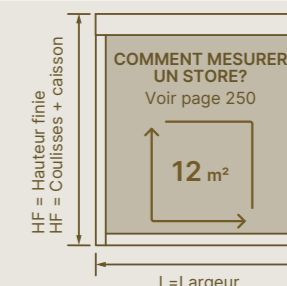 COMMENT MESURER
UN STORE?
Voir page 250
12 m²
HF = Hauteur finie
HF = Coulisses + caisson
L=Largeur